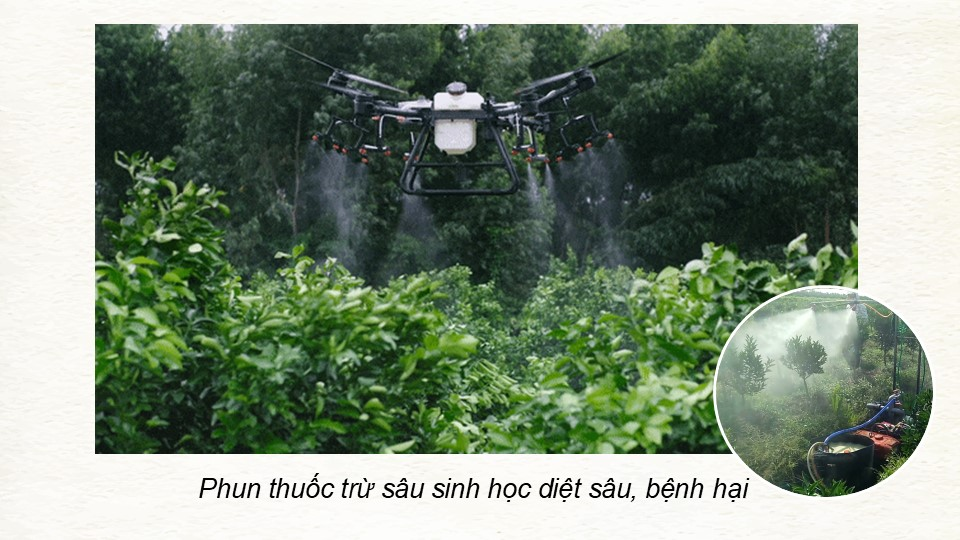 Phun thuốc trừ sâu sinh học diệt sâu, bệnh hại